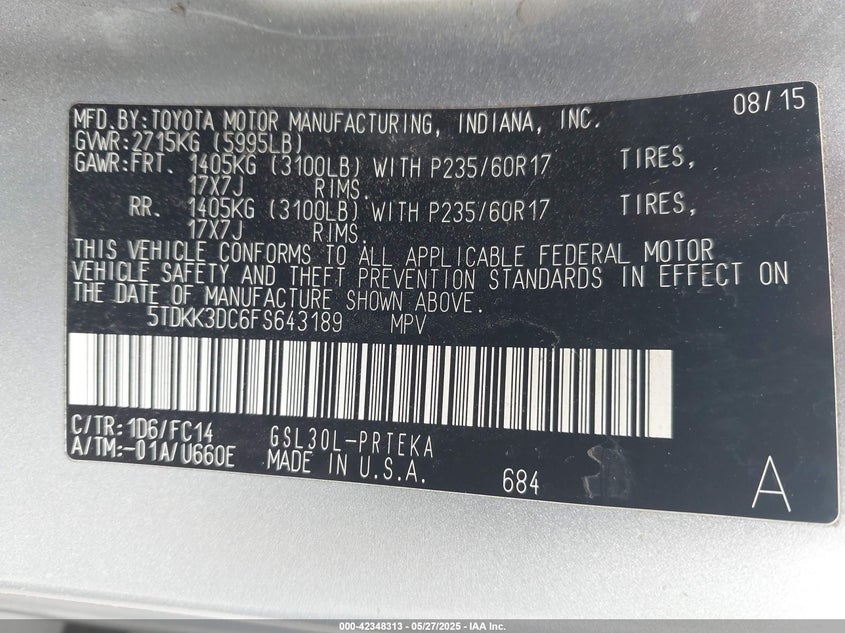 08/15
MFD.BY:TOYOTA MOTOR MANUFACTURING, INDIANA, INC.
GVWR:2715KG (5995LB)
GAWR:FRT. 1405KG (3100LB) WITH P235/60R17 TIRES,
17X7J RIMS.
RR. 1405KG (3100LB) WITH P235/60R17 TIRES,
17X7J RIMS.
THIS VEHICLE CONFORMS TO ALL APPLICABLE FEDERAL MOTOR
VEHICLE SAFETY AND THEFT PREVENTION STANDARDS IN EFFECT ON
THE DATE OF MANUFACTURE SHOWN ABOVE.
5TDKK3DC6FS643189 MPV
C/TR:1D6/FC14 GSL30L-PRTEKA
A/TM:-01A/U660E MADE IN U.S.A. 684 A
000-42348313 - 05/27/2025 - IAA Inc.